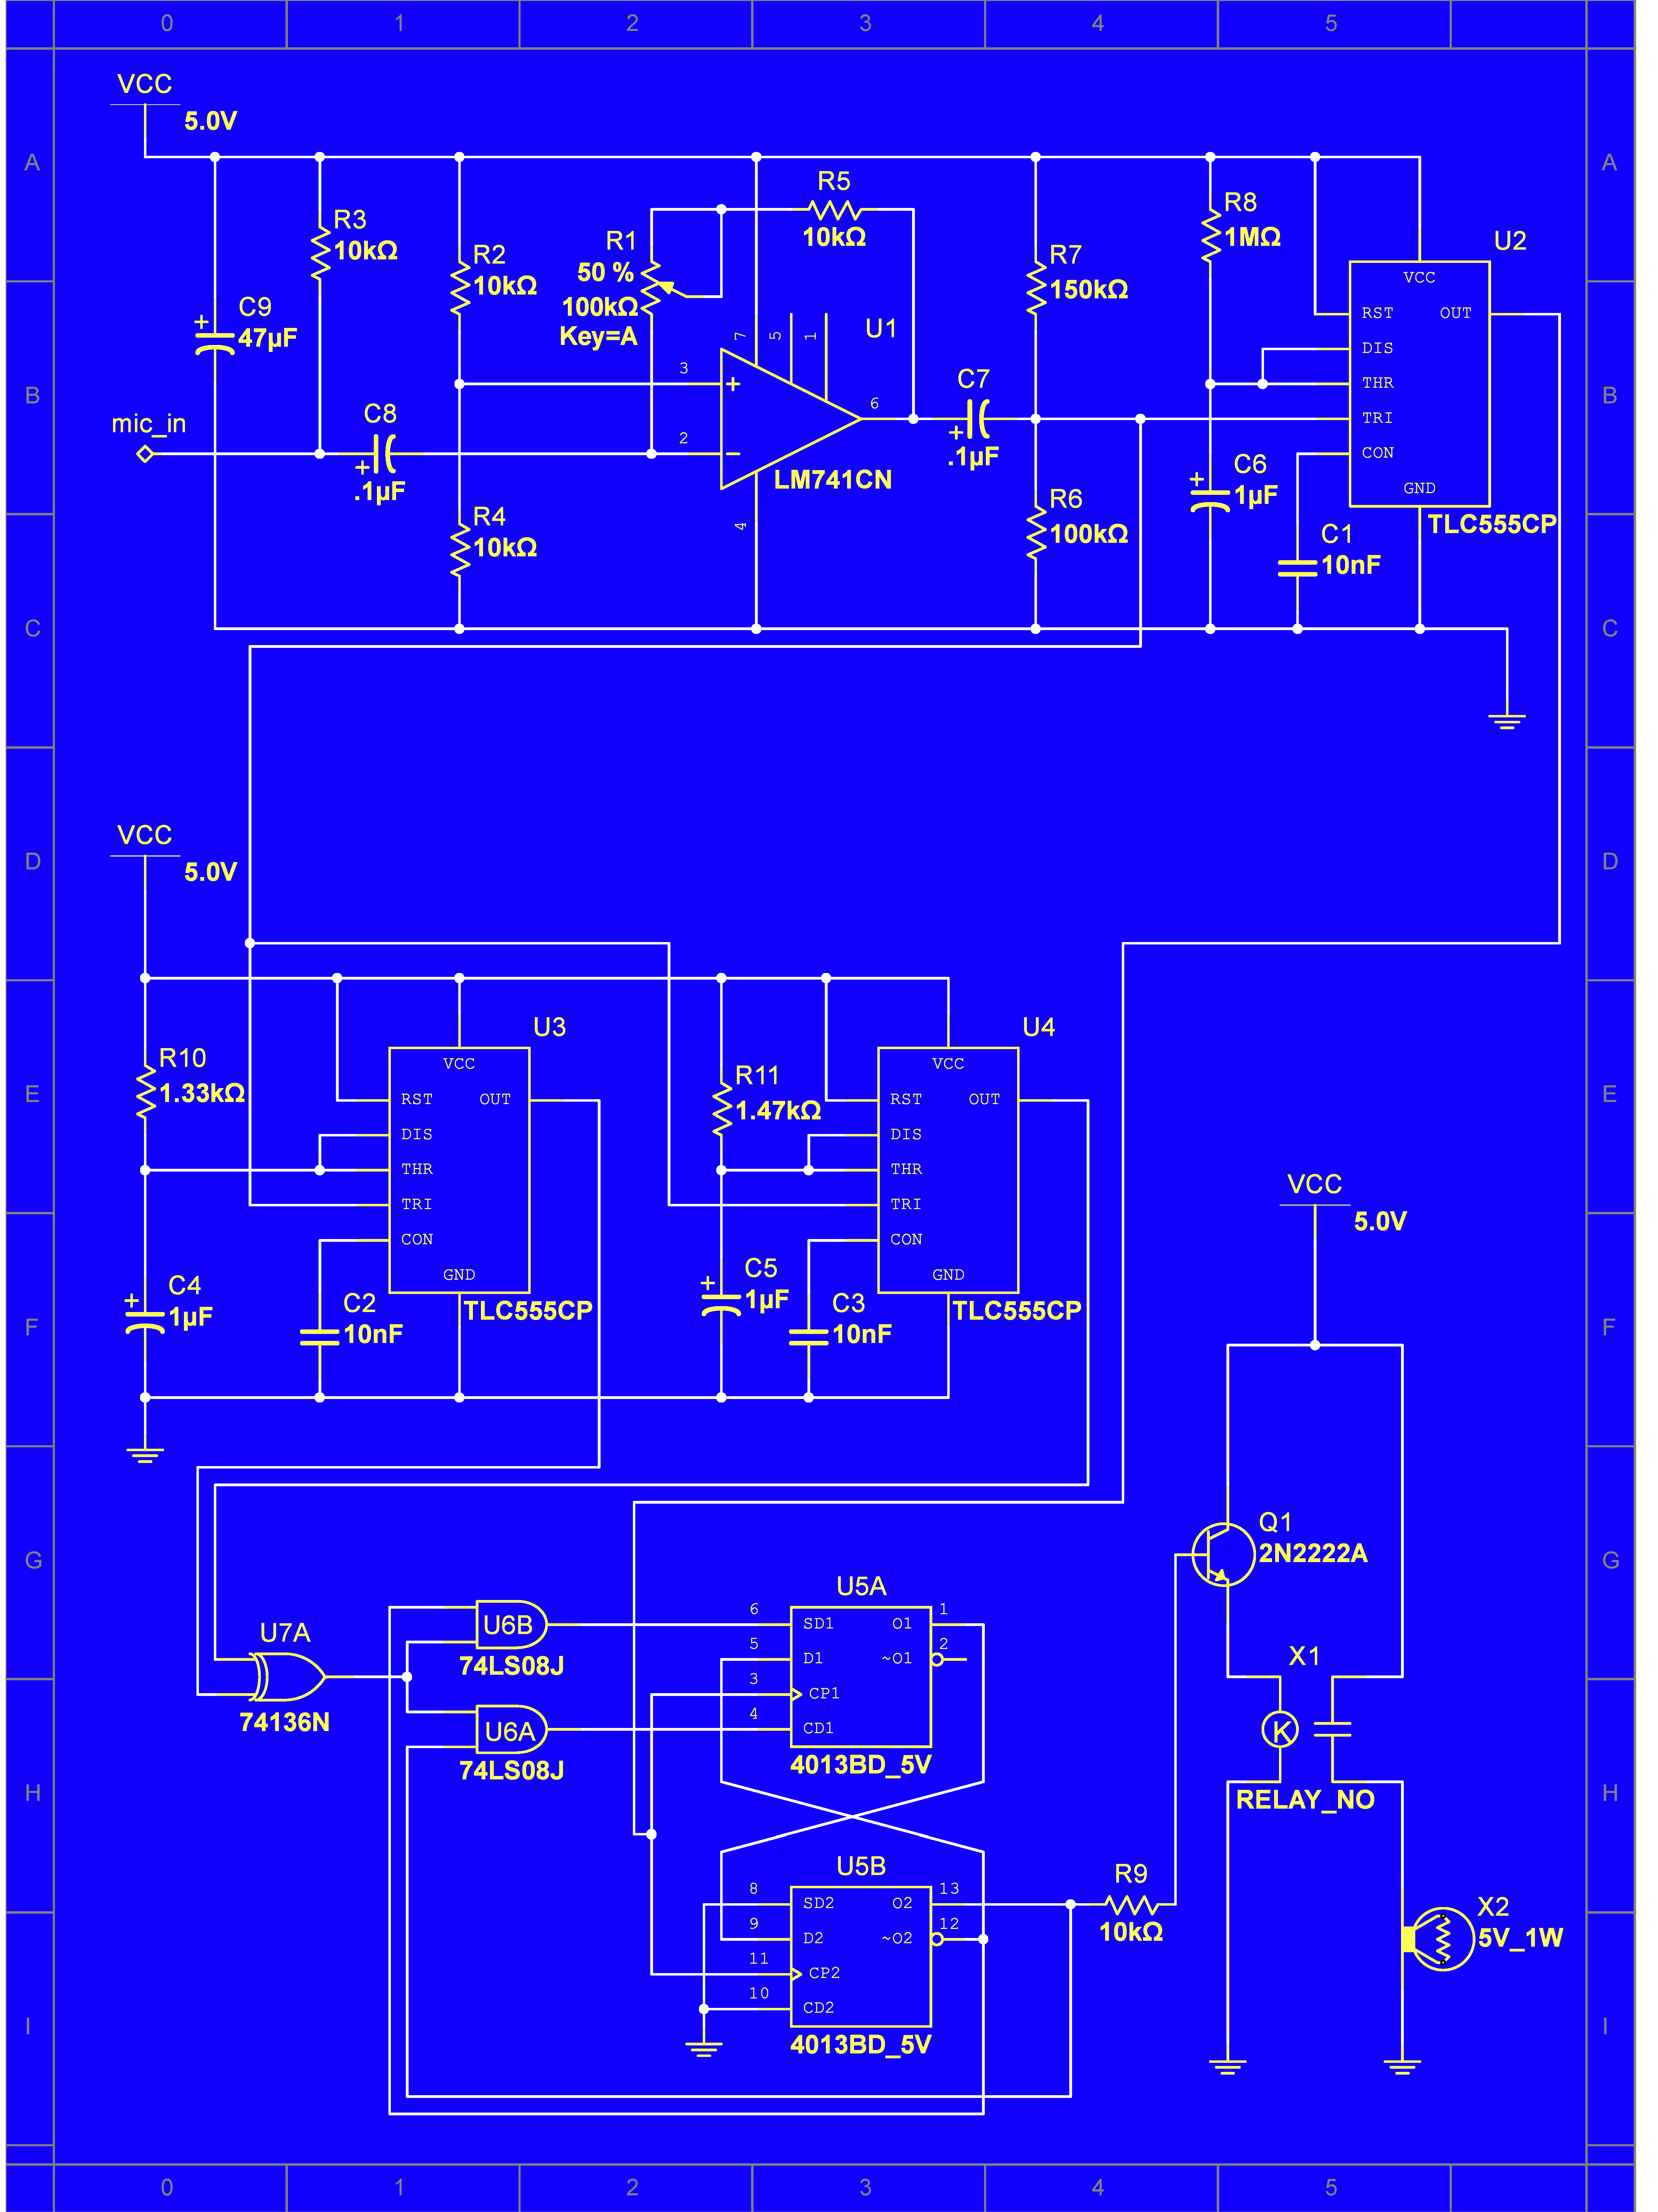 0 1 2 3 4 5
A
A
B
B
C
C
D
D
E
E
F
F
G
G
H
H
I
I
VCC
5.0V
R3
10kΩ
R2
10kΩ
R1
50 %
100kΩ
Key=A
R5
10kΩ
R7
150kΩ
R8
1MΩ
U2
VCC
RST OUT
DIS
THR
TRI
CON
GND
TLC555CP
C9
+
47µF
mic_in
C8
+
.1µF
R4
10kΩ
U1
7
5
1
3
+
2
−
6
4
LM741CN
C7
+
.1µF
R6
100kΩ
C6
+
1µF
C1
10nF
VCC
5.0V
R10
1.33kΩ
U3
VCC
RST OUT
DIS
THR
TRI
CON
GND
TLC555CP
C4
+
1µF
C2
10nF
R11
1.47kΩ
U4
VCC
RST OUT
DIS
THR
TRI
CON
GND
TLC555CP
C5
+
1µF
C3
10nF
VCC
5.0V
Q1
2N2222A
X1
K
RELAY_NO
X2
5V_1W
U7A
74136N
U6B
74LS08J
U6A
74LS08J
U5A
6 SD1 O1 1
5 D1 ~O1 2
3 CP1
4 CD1
4013BD_5V
U5B
8 SD2 O2 13
9 D2 ~O2 12
11 CP2
10 CD2
4013BD_5V
R9
10kΩ
0 1 2 3 4 5